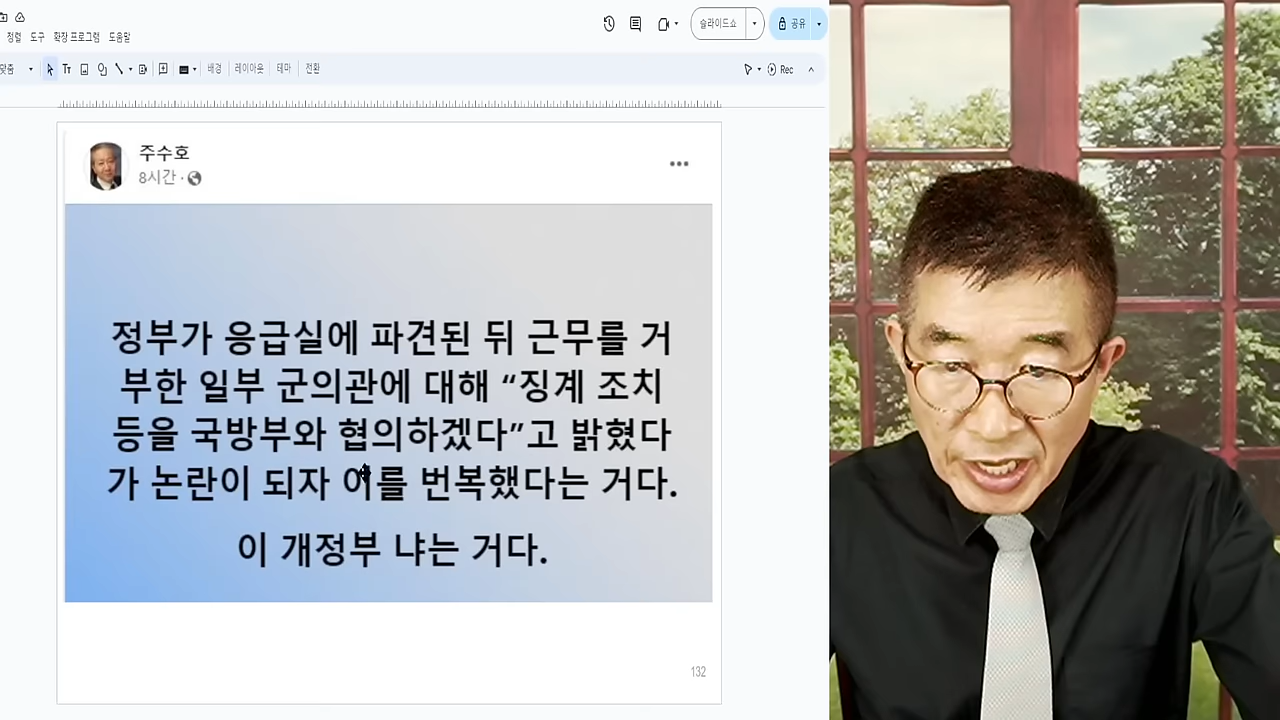 정렬 도구 확장 프로그램 도움말
슬라이드쇼
공유
맞춤
Tт
배경 레이아웃 테마 전환
Rec
주수호
8시간 ·
정부가 응급실에 파견된 뒤 근무를 거
부한 일부 군의관에 대해 “징계 조치
등을 국방부와 협의하겠다”고 밝혔다
가 논란이 되자 이를 번복했다는 거다.
이 개정부 냐는 거다.
132